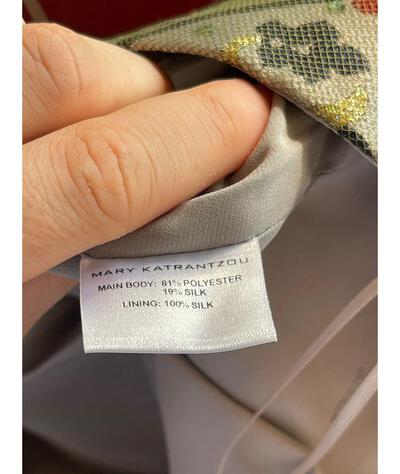 MARY KATRANTZOU
MAIN BODY: 81% POLYESTER
19% SILK
LINING: 100% SILK